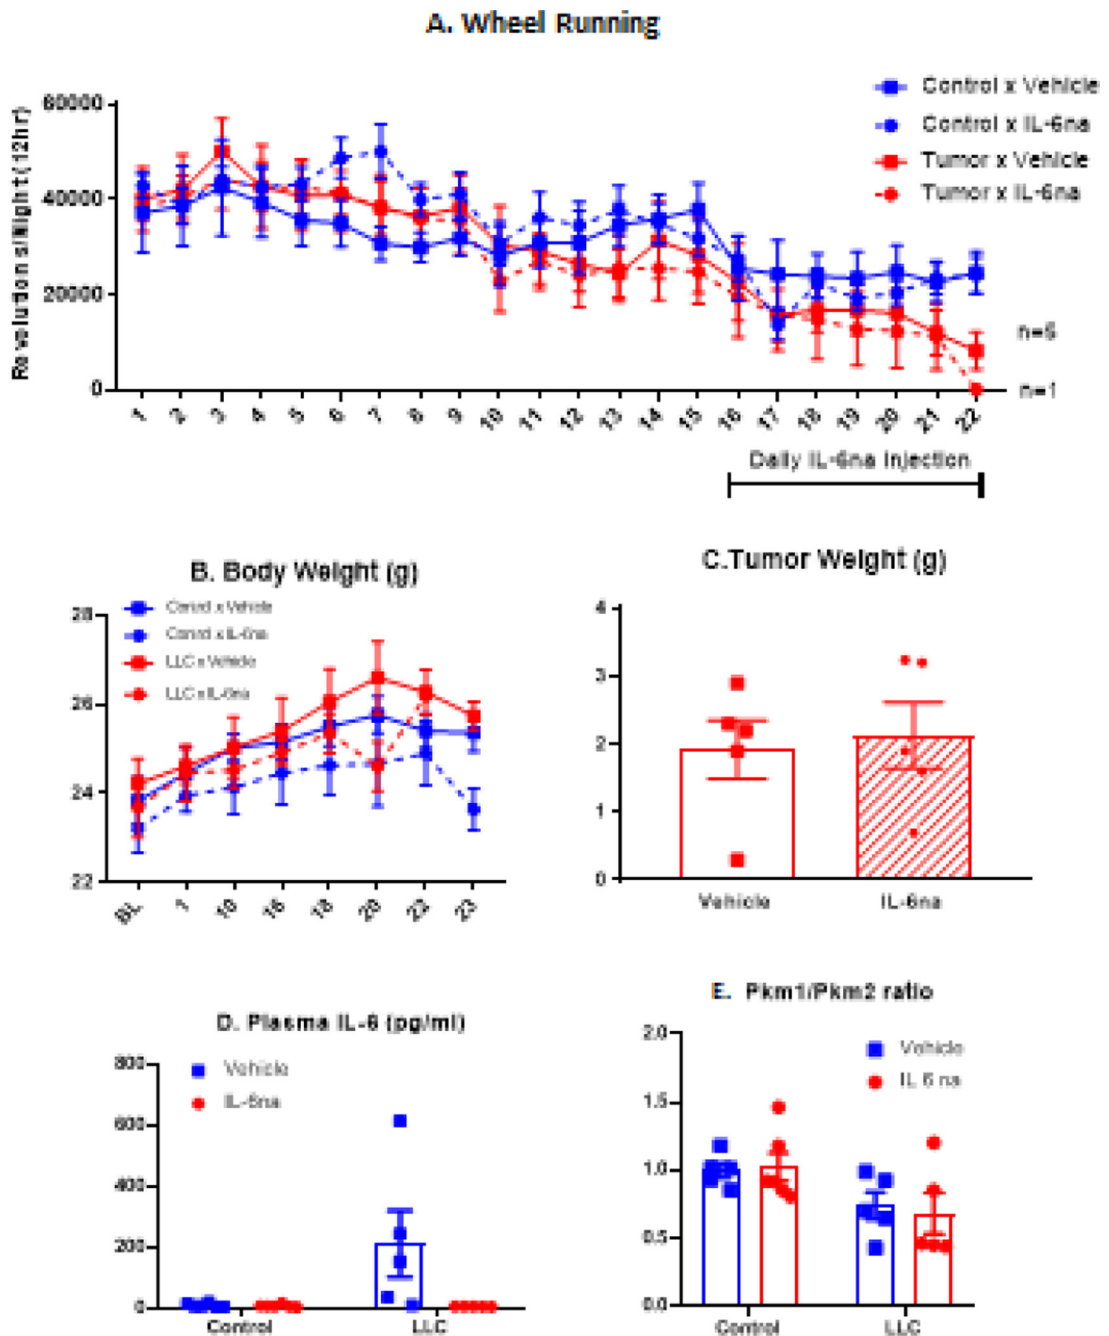 A. Wheel Running
Revolutions/Night (12hr)
60000
40000
20000
0
Control x Vehicle
Control x IL-6na
Tumor x Vehicle
Tumor x IL-6na
n=6
n=1
1 2 3 4 5 6 7 8 9 10 11 12 13 14 15 16 17 18 19 20 21 22
Daily IL-6na Injection
B. Body Weight (g)
Control x Vehicle
Control x IL-6na
LLC x Vehicle
LLC x IL-6na
28
26
24
22
BL 1 10 16 18 20 22 23
C.Tumor Weight (g)
4
3
2
1
0
Vehicle IL-6na
D. Plasma IL-6 (pg/ml)
Vehicle
IL-6na
800
600
400
200
0
Control LLC
E. Pkm1/Pkm2 ratio
Vehicle
IL 6 na
2.0
1.5
1.0
0.5
0.0
Control LLC